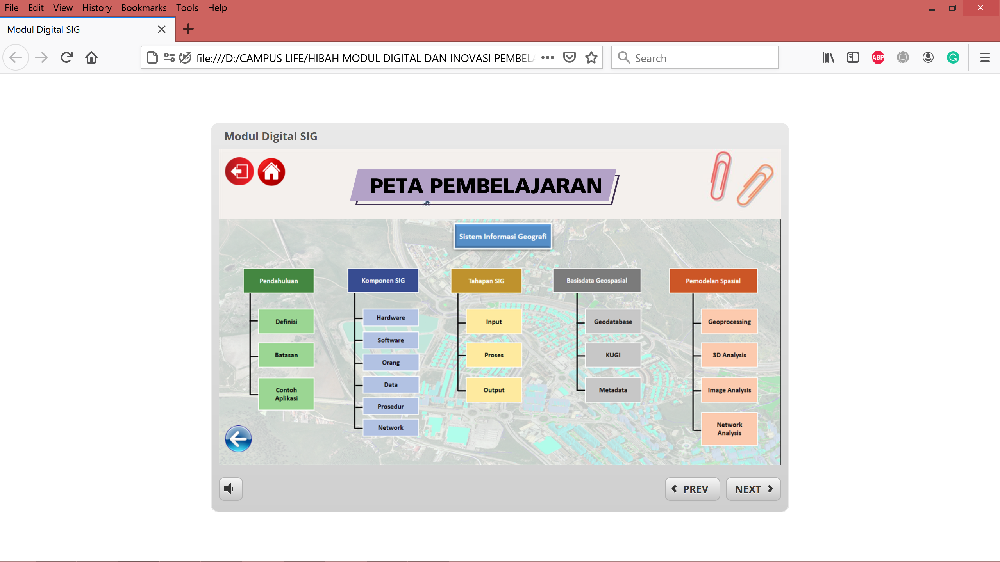 File Edit View History Bookmarks Tools Help
Modul Digital SIG
file:///D:/CAMPUS LIFE/HIBAH MODUL DIGITAL DAN INOVASI PEMBELA
Search
ABP
Modul Digital SIG
PETA PEMBELAJARAN
Sistem Informasi Geografi
Pendahuluan
Definisi
Batasan
Contoh
Aplikasi
Komponen SIG
Hardware
Software
Orang
Data
Prosedur
Network
Tahapan SIG
Input
Proses
Output
Basisdata Geospasial
Geodatabase
KUGI
Metadata
Pemodelan Spasial
Geoprocessing
3D Analysis
Image Analysis
Network
Analysis
PREV
NEXT